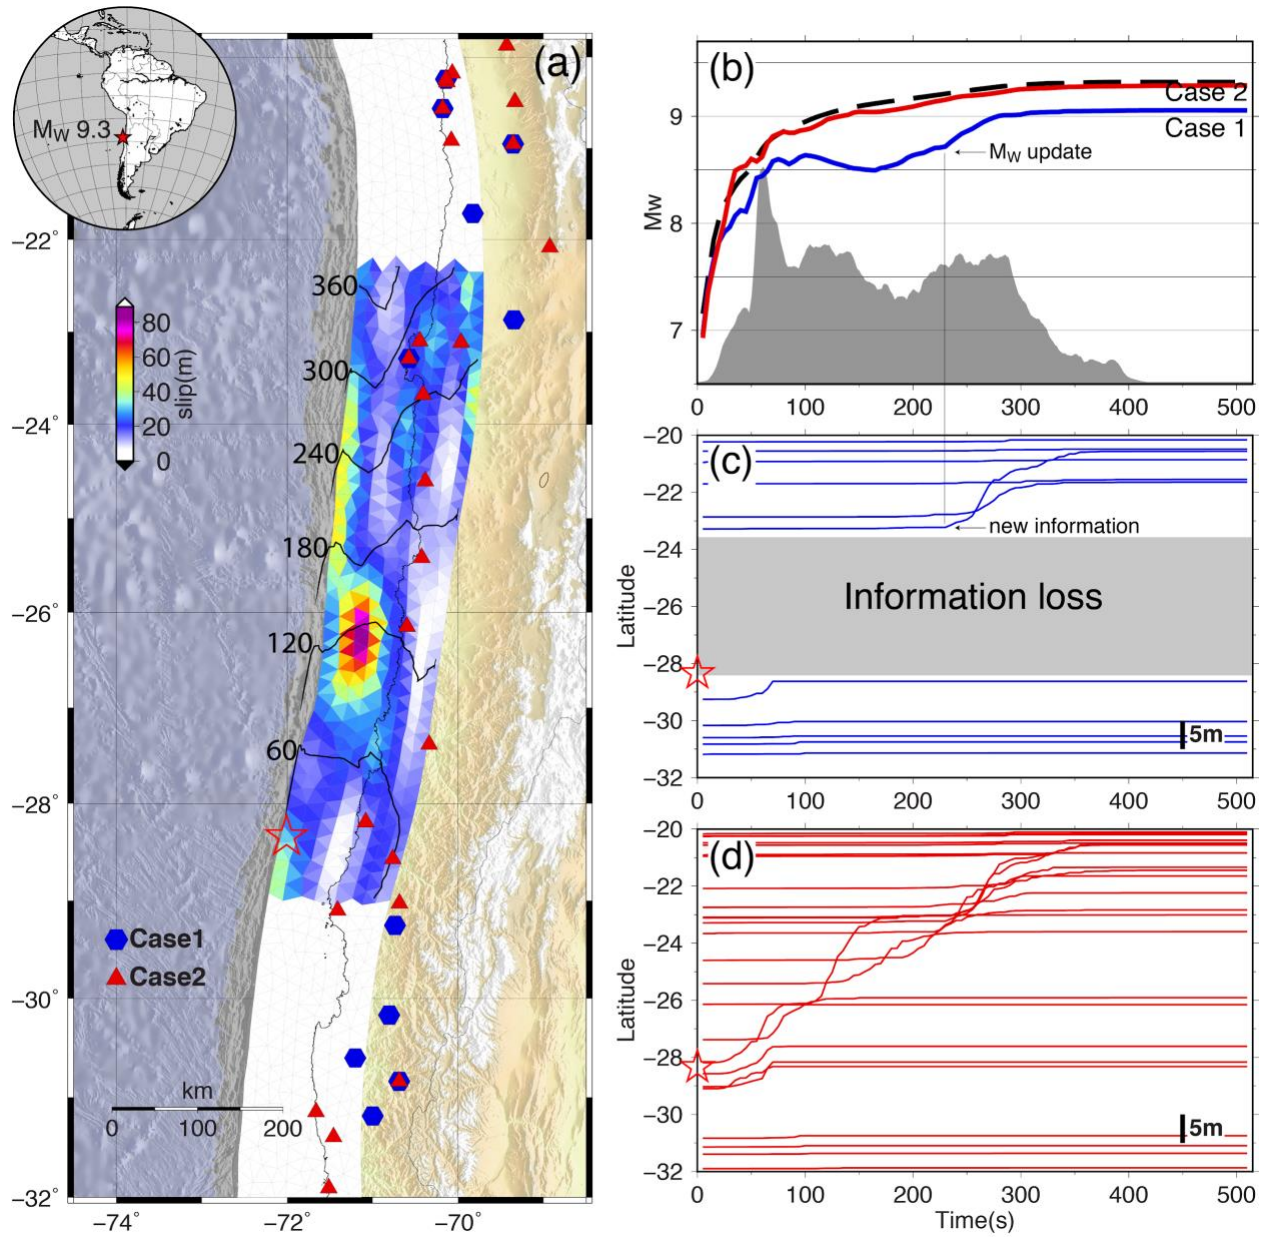 (a)
Mw 9.3
−22°
−24°
−26°
−28°
−30°
−32°
−74°
−72°
−70°
360
300
240
180
120
60
80
60
40
20
0
slip(m)
Case1
Case2
km
0
100
200
(b)
Case 2
Case 1
Mw update
Mw
9
8
7
0
100
200
300
400
500
(c)
−20
−22
−24
−26
−28
−30
−32
Latitude
new information
Information loss
5m
0
100
200
300
400
500
(d)
−20
−22
−24
−26
−28
−30
−32
Latitude
5m
0
100
200
300
400
500
Time(s)